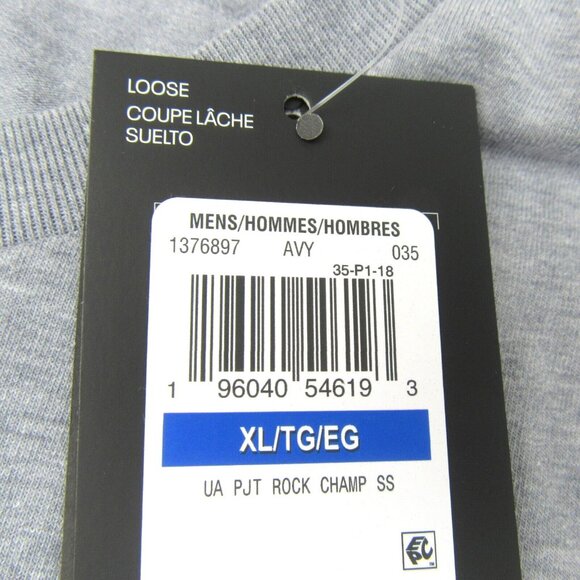 LOOSE
COUPE LÂCHE
SUELTO
MENS/HOMMES/HOMBRES
1376897 AVY 035
35-P1-18
1 96040 54619 3
XL/TG/EG
UA PJT ROCK CHAMP SS
EPC